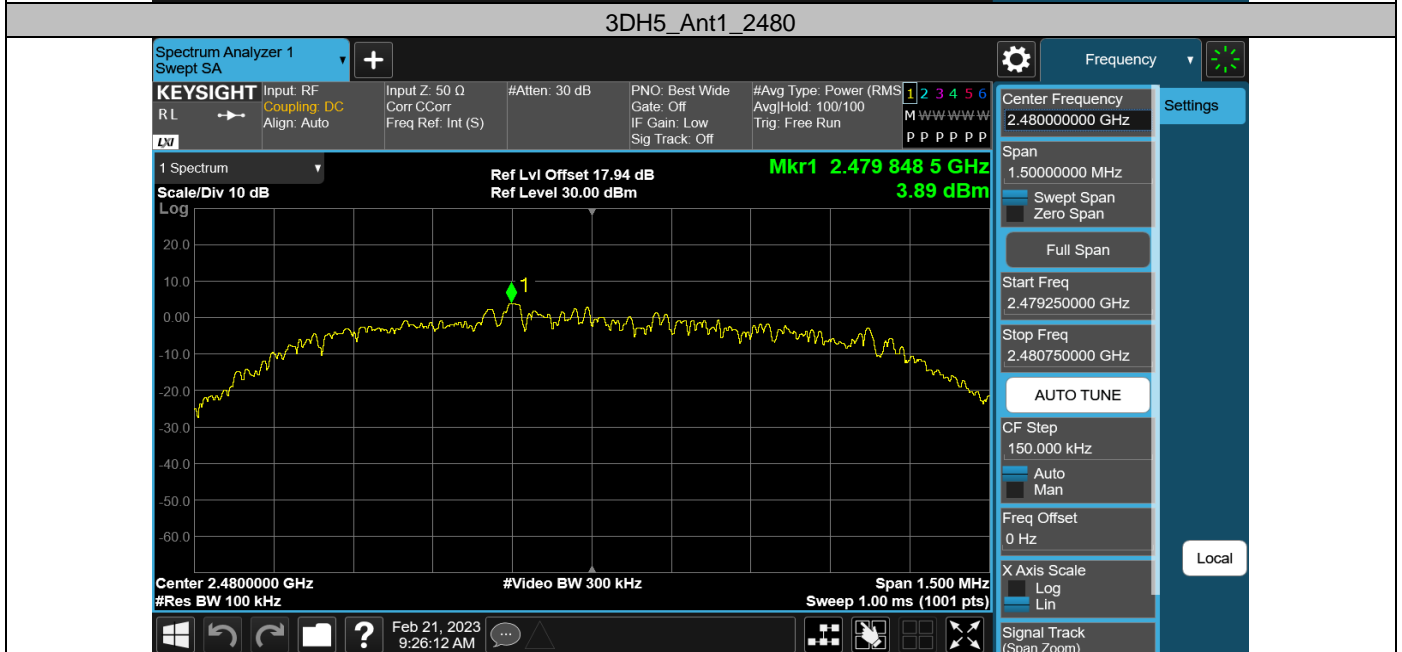 3DH5_Ant1_2480
Spectrum Analyzer 1
Swept SA
Frequency
KEYSIGHT
RL
LXI
Input: RF
Coupling: DC
Align: Auto
Input Z: 50 Ω
Corr CCorr
Freq Ref: Int (S)
#Atten: 30 dB
PNO: Best Wide
Gate: Off
IF Gain: Low
Sig Track: Off
#Avg Type: Power (RMS
Avg|Hold: 100/100
Trig: Free Run
1 2 3 4 5 6
M W W W W W
P P P P P P
1 Spectrum
Scale/Div 10 dB
Ref Lvl Offset 17.94 dB
Ref Level 30.00 dBm
Mkr1 2.479 848 5 GHz
3.89 dBm
Log
20.0
10.0
0.00
-10.0
-20.0
-30.0
-40.0
-50.0
-60.0
1
Center 2.4800000 GHz
#Video BW 300 kHz
Span 1.500 MHz
#Res BW 100 kHz
Sweep 1.00 ms (1001 pts)
Feb 21, 2023
9:26:12 AM
Center Frequency
2.480000000 GHz
Settings
Span
1.50000000 MHz
Swept Span
Zero Span
Full Span
Start Freq
2.479250000 GHz
Stop Freq
2.480750000 GHz
AUTO TUNE
CF Step
150.000 kHz
Auto
Man
Freq Offset
0 Hz
X Axis Scale
Log
Lin
Local
Signal Track
(Span Zoom)